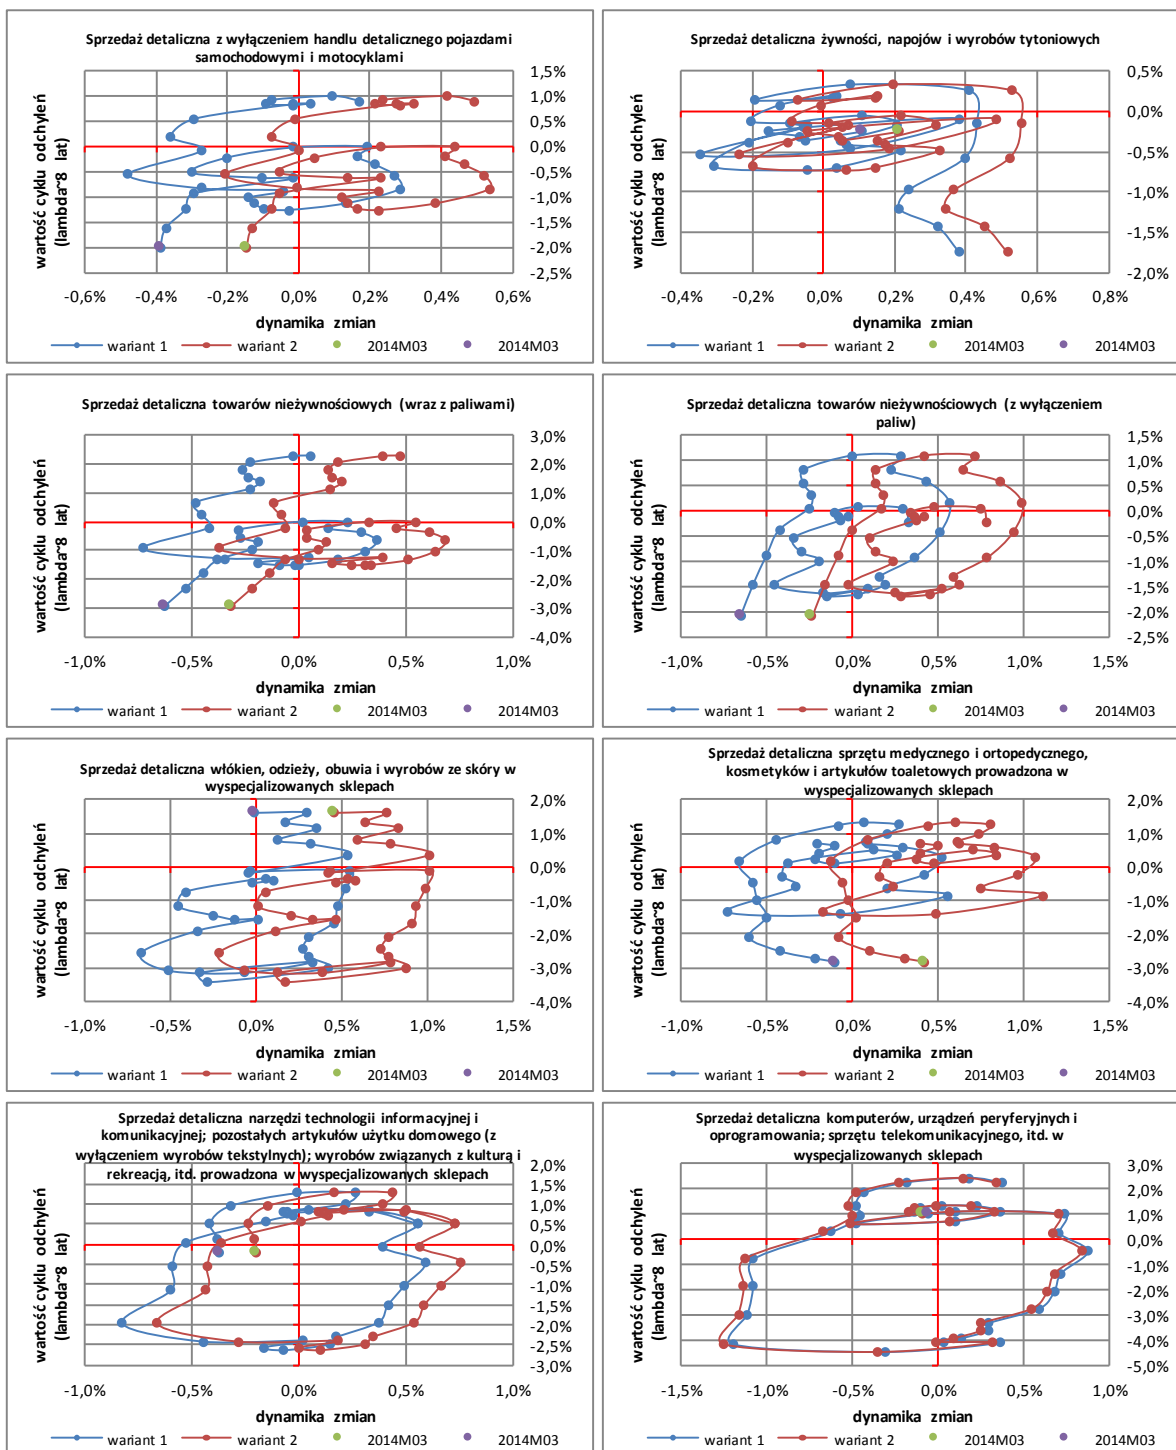 Sprzedaż detaliczna z wyłączeniem handlu detalicznego pojazdami
samochodowymi i motocyklami
wartość cyklu odchyleń
(lambda~8 lat)
1,5%
1,0%
0,5%
0,0%
-0,5%
-1,0%
-1,5%
-2,0%
-2,5%
-0,6% -0,4% -0,2% 0,0% 0,2% 0,4% 0,6%
dynamika zmian
wariant 1 wariant 2 2014M03 2014M03
Sprzedaż detaliczna żywności, napojów i wyrobów tytoniowych
wartość cyklu odchyleń
(lambda~8 lat)
0,5%
0,0%
-0,5%
-1,0%
-1,5%
-2,0%
-0,4% -0,2% 0,0% 0,2% 0,4% 0,6% 0,8%
dynamika zmian
wariant 1 wariant 2 2014M03 2014M03
Sprzedaż detaliczna towarów nieżywnościowych (wraz z paliwami)
wartość cyklu odchyleń
(lambda~8 lat)
3,0%
2,0%
1,0%
0,0%
-1,0%
-2,0%
-3,0%
-4,0%
-1,0% -0,5% 0,0% 0,5% 1,0%
dynamika zmian
wariant 1 wariant 2 2014M03 2014M03
Sprzedaż detaliczna towarów nieżywnościowych (z wyłączeniem
paliw)
wartość cyklu odchyleń
(lambda~8 lat)
1,5%
1,0%
0,5%
0,0%
-0,5%
-1,0%
-1,5%
-2,0%
-2,5%
-1,0% -0,5% 0,0% 0,5% 1,0% 1,5%
dynamika zmian
wariant 1 wariant 2 2014M03 2014M03
Sprzedaż detaliczna włókien, odzieży, obuwia i wyrobów ze skóry w
wyspecjalizowanych sklepach
wartość cyklu odchyleń
(lambda~8 lat)
2,0%
1,0%
0,0%
-1,0%
-2,0%
-3,0%
-4,0%
-1,0% -0,5% 0,0% 0,5% 1,0% 1,5%
dynamika zmian
wariant 1 wariant 2 2014M03 2014M03
Sprzedaż detaliczna sprzętu medycznego i ortopedycznego,
kosmetyków i artykułów toaletowych prowadzona w
wyspecjalizowanych sklepach
wartość cyklu odchyleń
(lambda~8 lat)
2,0%
1,0%
0,0%
-1,0%
-2,0%
-3,0%
-4,0%
-1,0% -0,5% 0,0% 0,5% 1,0% 1,5%
dynamika zmian
wariant 1 wariant 2 2014M03 2014M03
Sprzedaż detaliczna narzędzi technologii informacyjnej i
komunikacyjnej; pozostałych artykułów użytku domowego (z
wyłączeniem wyrobów tekstylnych); wyrobów związanych z kulturą i
rekreacją, itd. prowadzona w wyspecjalizowanych sklepach
wartość cyklu odchyleń
(lambda~8 lat)
2,0%
1,5%
1,0%
0,5%
0,0%
-0,5%
-1,0%
-1,5%
-2,0%
-2,5%
-3,0%
-1,0% -0,5% 0,0% 0,5% 1,0%
dynamika zmian
wariant 1 wariant 2 2014M03 2014M03
Sprzedaż detaliczna komputerów, urządzeń peryferyjnych i
oprogramowania; sprzętu telekomunikacyjnego, itd. w
wyspecjalizowanych sklepach
wartość cyklu odchyleń
(lambda~8 lat)
3,0%
2,0%
1,0%
0,0%
-1,0%
-2,0%
-3,0%
-4,0%
-5,0%
-1,5% -1,0% -0,5% 0,0% 0,5% 1,0%
dynamika zmian
wariant 1 wariant 2 2014M03 2014M03